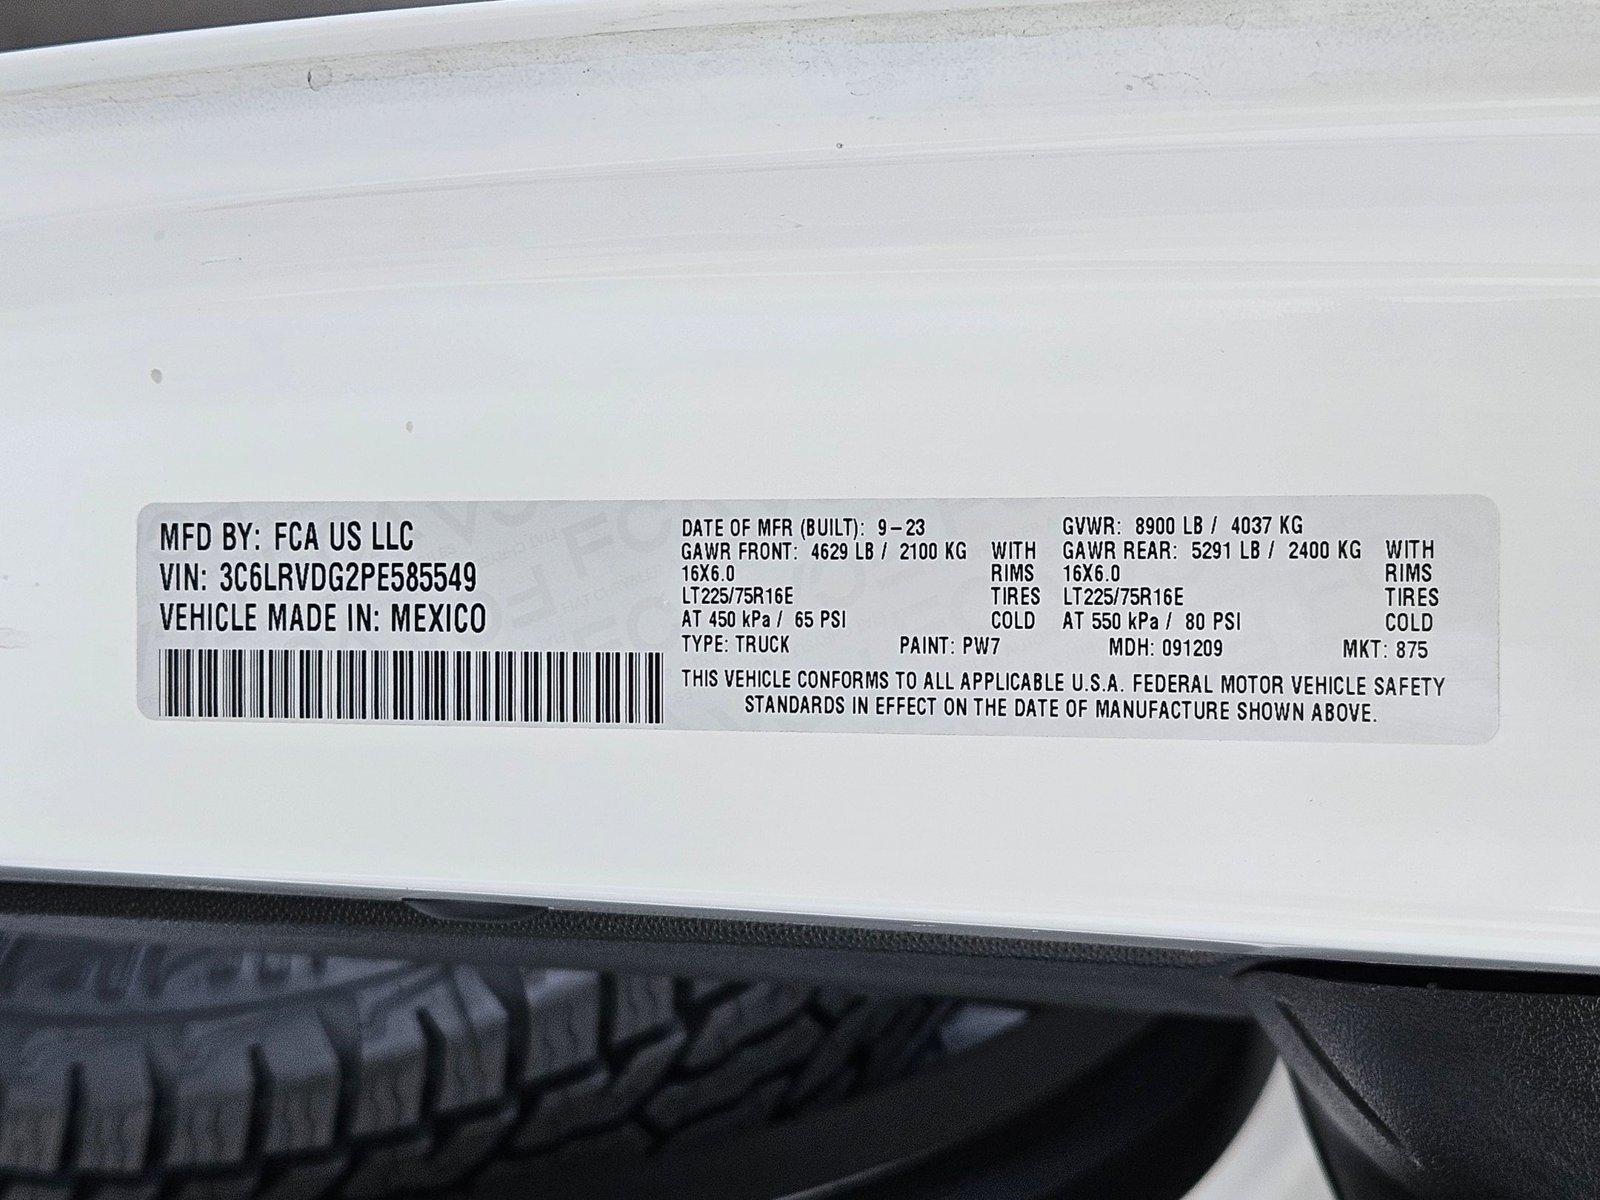 MFD BY: FCA US LLC
VIN: 3C6LRVDG2PE585549
VEHICLE MADE IN: MEXICO
DATE OF MFR (BUILT): 9-23
GVWR: 8900 LB / 4037 KG
GAWR FRONT: 4629 LB / 2100 KG WITH
16X6.0 RIMS
LT225/75R16E TIRES
AT 450 kPa / 65 PSI COLD
GAWR REAR: 5291 LB / 2400 KG WITH
16X6.0 RIMS
LT225/75R16E TIRES
AT 550 kPa / 80 PSI COLD
TYPE: TRUCK PAINT: PW7 MDH: 091209 MKT: 875
THIS VEHICLE CONFORMS TO ALL APPLICABLE U.S.A. FEDERAL MOTOR VEHICLE SAFETY
STANDARDS IN EFFECT ON THE DATE OF MANUFACTURE SHOWN ABOVE.